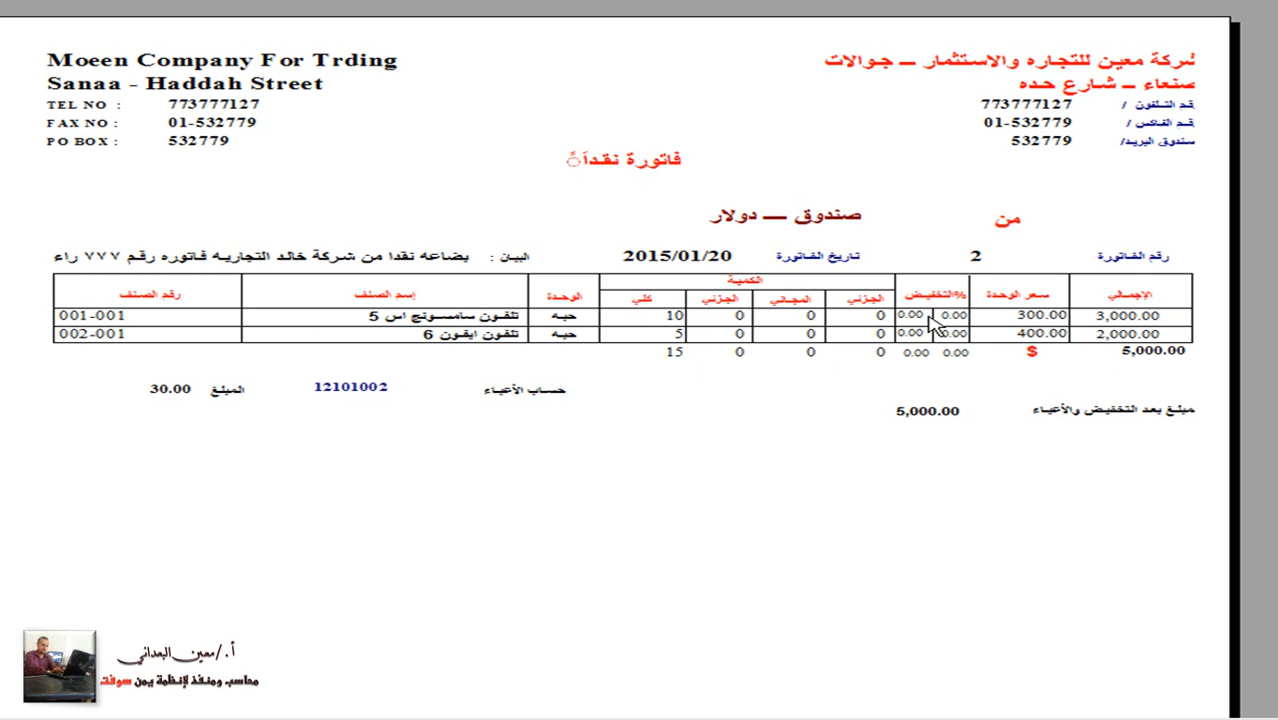 Moeen Company For Trding
Sanaa - Haddah Street
TEL NO : 773777127
FAX NO : 01-532779
PO BOX : 532779
شركة معين للتجاره والاستثمار - جوالات
صنعاء - شارع حده
قم التلفون / 773777127
قم الفاكس / 01-532779
سندوق البريد/ 532779
فاتورة نقداً
من صندوق - دولار
رقم الفاتورة 2 تاريخ الفاتورة 2015/01/20 البيان : بضاعه نقدا من شركة خالد التجاريه فاتوره رقم ٧٧٧ راء
الكمية
الإجمالي سعر الوحدة التخفيض% الجزئي المجاني الجزئي كلي الوحدة إسم الصنف رقم الصنف
3,000.00 300.00 0.00 0.00 0 0 0 10 حبه تلفون سامسونج اس 5 001-001
2,000.00 400.00 0.00 0.00 0 0 0 5 حبه تلفون ايفون 6 002-001
5,000.00 $ 0.00 0.00 0 0 0 15
حساب الأعباء 12101002 المبلغ 30.00
مبلغ بعد التخفيض والأعباء 5,000.00
أ./معين البعداني
محاسب ومنفذ لإنظمة يمن سوفت